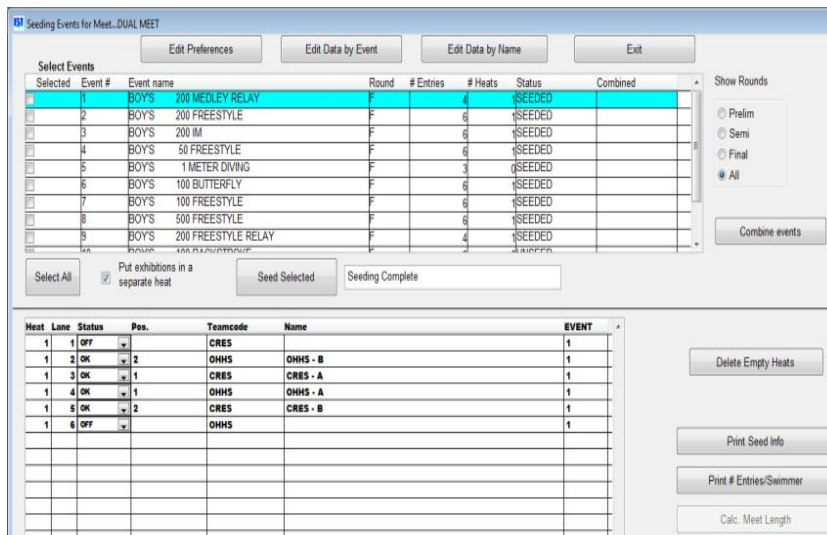 IST Seeding Events for Meet...DUAL MEET
Edit Preferences Edit Data by Event Edit Data by Name Exit
Select Events
Selected Event # Event name Round # Entries # Heats Status Combined
1 BOY'S 200 MEDLEY RELAY F 4 1 SEEDED
2 BOY'S 200 FREESTYLE F 6 1 SEEDED
3 BOY'S 200 IM F 6 1 SEEDED
4 BOY'S 50 FREESTYLE F 6 1 SEEDED
5 BOY'S 1 METER DIVING F 3 0 SEEDED
6 BOY'S 100 BUTTERFLY F 6 1 SEEDED
7 BOY'S 100 FREESTYLE F 6 1 SEEDED
8 BOY'S 500 FREESTYLE F 6 1 SEEDED
9 BOY'S 200 FREESTYLE RELAY F 4 1 SEEDED
10 BOY'S 100 BACKSTROKE
Show Rounds
Prelim
Semi
Final
All
Combine events
Select All Put exhibitions in a separate heat Seed Selected Seeding Complete
Heat Lane Status Pos. Teamcode Name EVENT
1 1 OFF CRES 1
1 2 OK 2 OHHS OHHS - B 1
1 3 OK 1 CRES CRES - A 1
1 4 OK 1 OHHS OHHS - A 1
1 5 OK 2 CRES CRES - B 1
1 6 OFF OHHS 1
Delete Empty Heats
Print Seed Info
Print # Entries/Swimmer
Calc. Meet Length